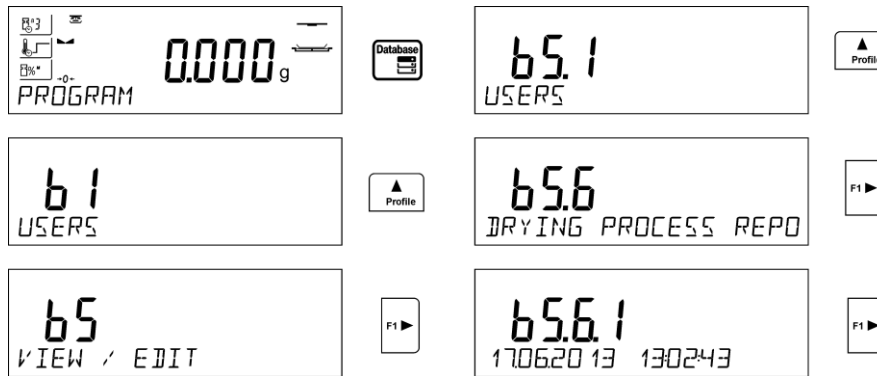 0.000 g
PROGRAM
Database
b1
USERS
Profile
b5
VIEW / EDIT
F1
b5.1
USERS
Profile
b5.6
DRYING PROCESS REPO
F1
b5.6.1
17.06.2013 13:02:43
F1